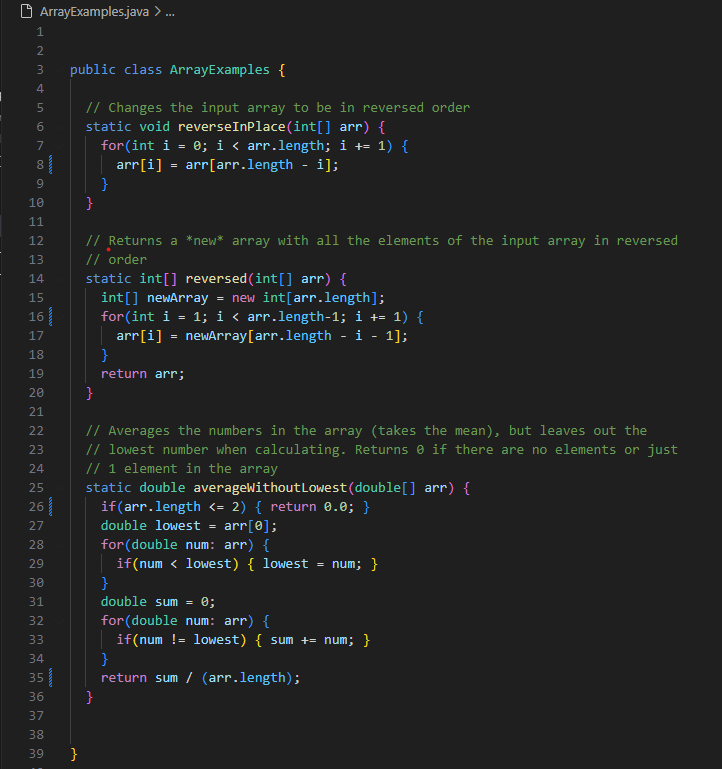 ArrayExamples.java > ...
1
2
3 public class ArrayExamples {
4
5 // Changes the input array to be in reversed order
6 static void reverseInPlace(int[] arr) {
7 for(int i = 0; i < arr.length; i += 1) {
8 arr[i] = arr[arr.length - i];
9 }
10 }
11
12 // Returns a *new* array with all the elements of the input array in reversed
13 // order
14 static int[] reversed(int[] arr) {
15 int[] newArray = new int[arr.length];
16 for(int i = 1; i < arr.length-1; i += 1) {
17 arr[i] = newArray[arr.length - i - 1];
18 }
19 return arr;
20 }
21
22 // Averages the numbers in the array (takes the mean), but leaves out the
23 // lowest number when calculating. Returns 0 if there are no elements or just
24 // 1 element in the array
25 static double averageWithoutLowest(double[] arr) {
26 if(arr.length <= 2) { return 0.0; }
27 double lowest = arr[0];
28 for(double num: arr) {
29 if(num < lowest) { lowest = num; }
30 }
31 double sum = 0;
32 for(double num: arr) {
33 if(num != lowest) { sum += num; }
34 }
35 return sum / (arr.length);
36 }
37
38
39 }